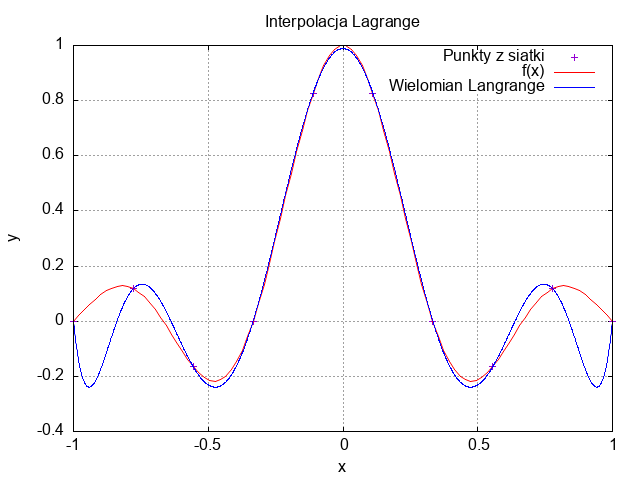 Interpolacja Lagrange
Punkty z siatki
f(x)
Wielomian Langrange
1
0.8
0.6
0.4
0.2
0
-0.2
-0.4
y
-1
-0.5
0
0.5
1
x